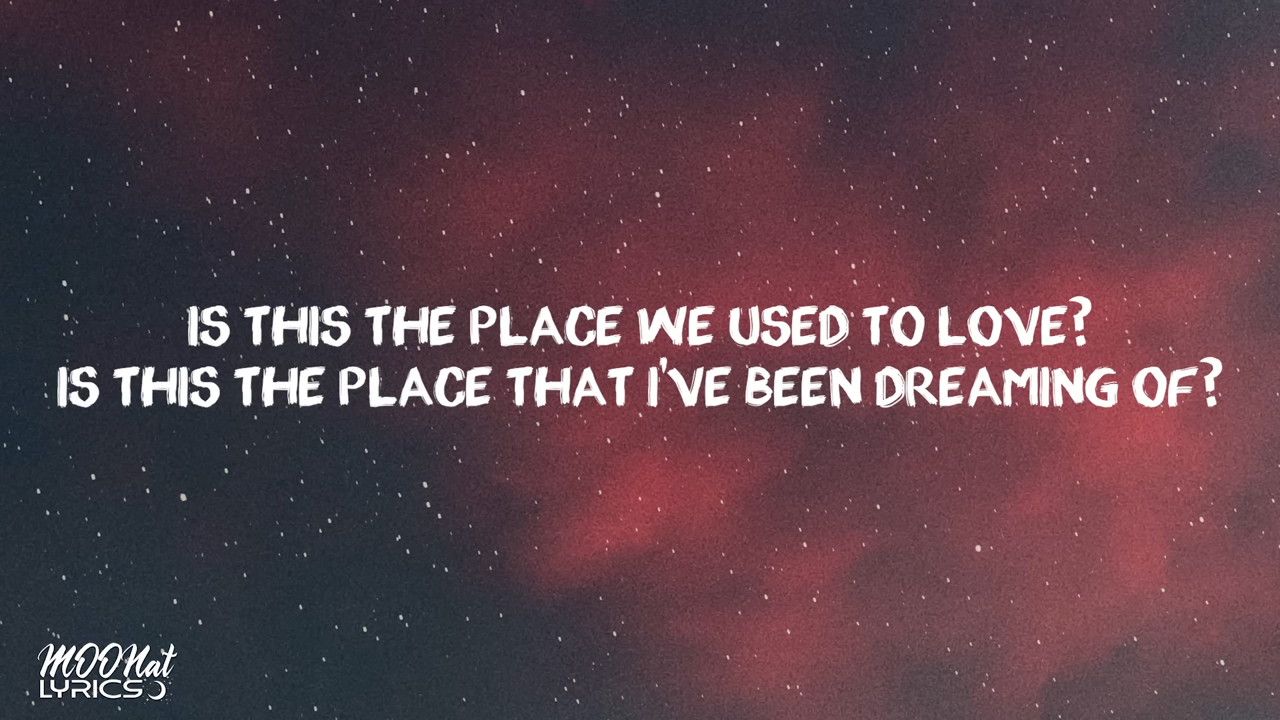 IS THIS THE PLACE WE USED TO LOVE?
IS THIS THE PLACE THAT I'VE BEEN DREAMING OF?
MOONat
LYRICS